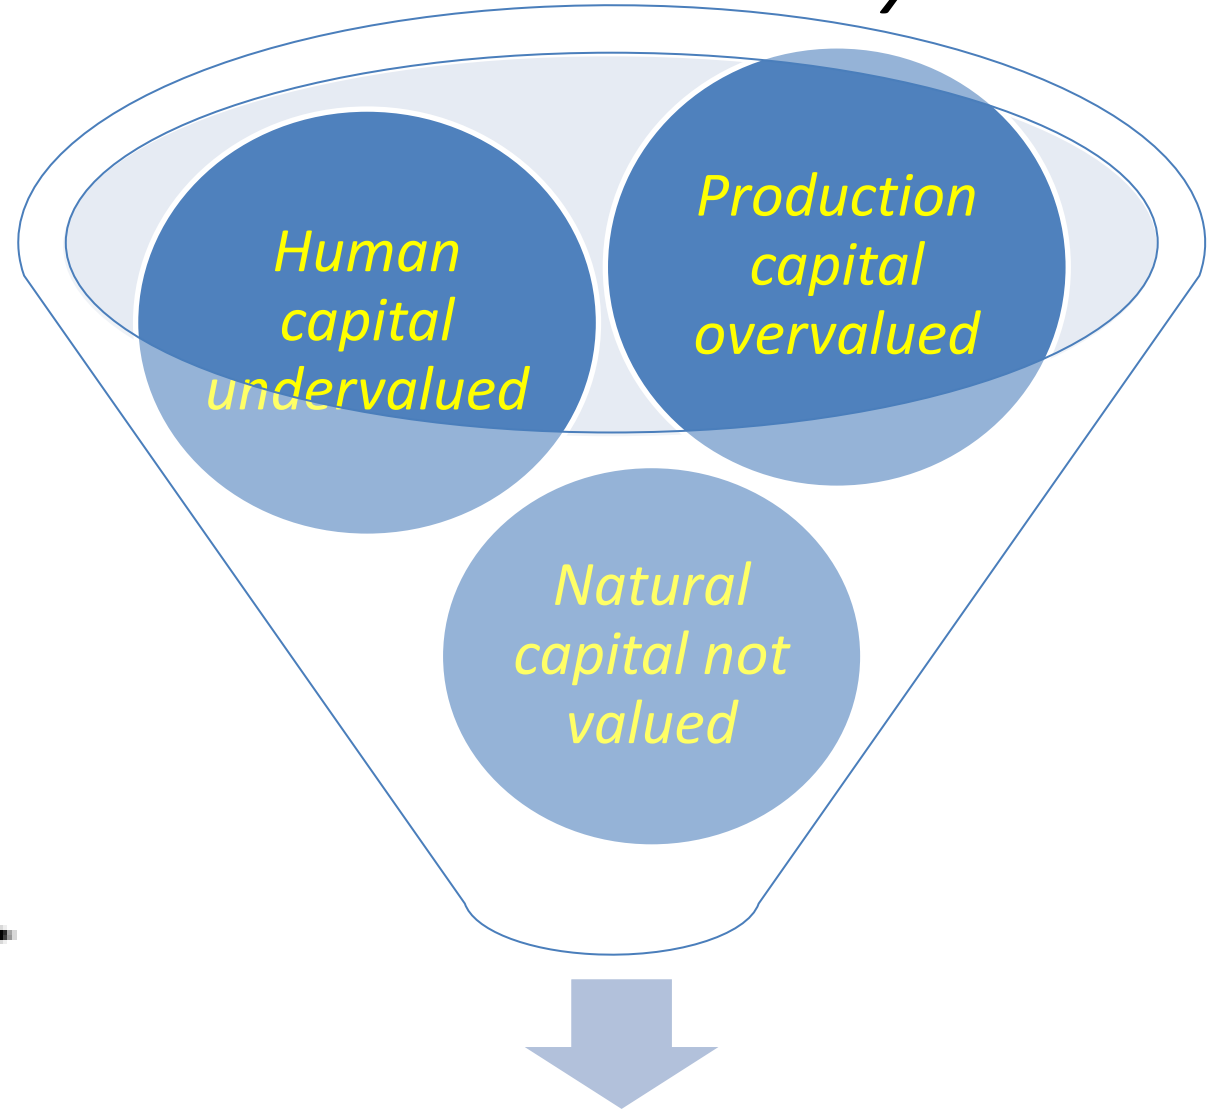 Human
capital
undervalued
Production
capital
overvalued
Natural
capital not
valued